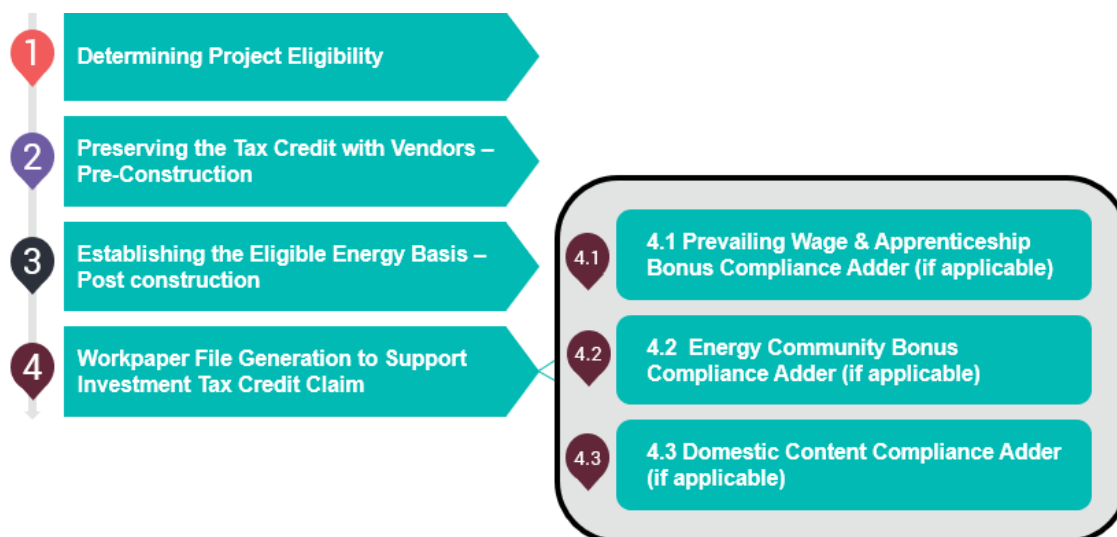 1
Determining Project Eligibility
2
Preserving the Tax Credit with Vendors –
Pre-Construction
3
Establishing the Eligible Energy Basis –
Post construction
4
Workpaper File Generation to Support
Investment Tax Credit Claim
4.1
4.1 Prevailing Wage & Apprenticeship
Bonus Compliance Adder (if applicable)
4.2
4.2 Energy Community Bonus
Compliance Adder (if applicable)
4.3
4.3 Domestic Content Compliance Adder
(if applicable)